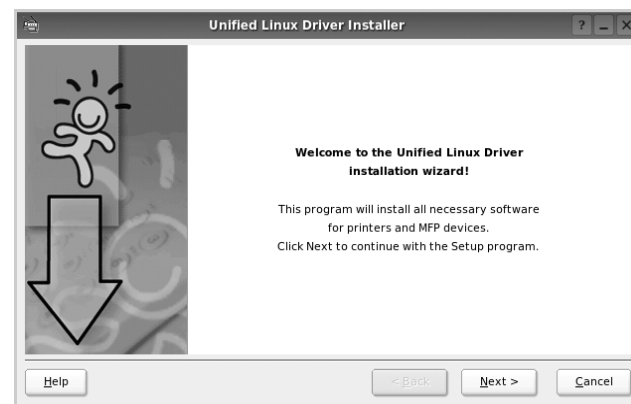 Unified Linux Driver Installer
?
Welcome to the Unified Linux Driver
installation wizard!
This program will install all necessary software
for printers and MFP devices.
Click Next to continue with the Setup program.
Help
< Back
Next >
Cancel